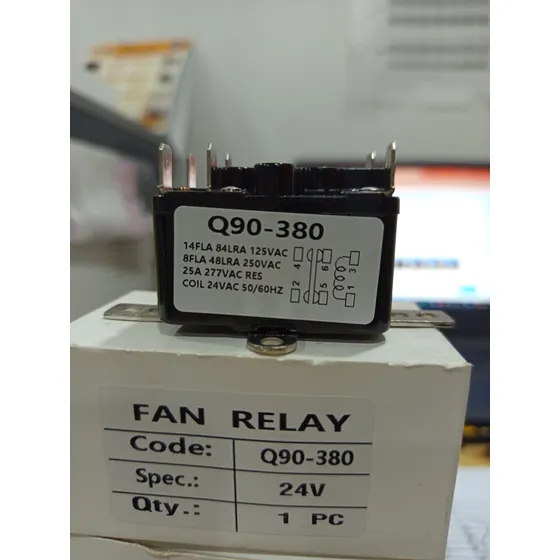 Q90-380
14FLA 84LRA 125VAC
8FLA 48LRA 250VAC
25A 277VAC RES
COIL 24VAC 50/60HZ
4 6 3
2 5 1
FAN RELAY
Code: Q90-380
Spec.: 24V
Qty.: 1 PC